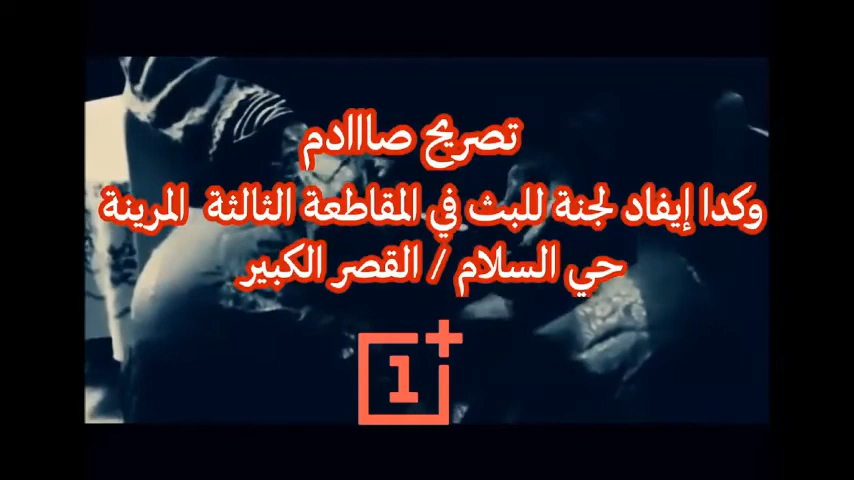 تصريح صااادم
وكدا إيفاد لجنة للبث في المقاطعة الثالثة المرينة
حي السلام / القصر الكبير
1+